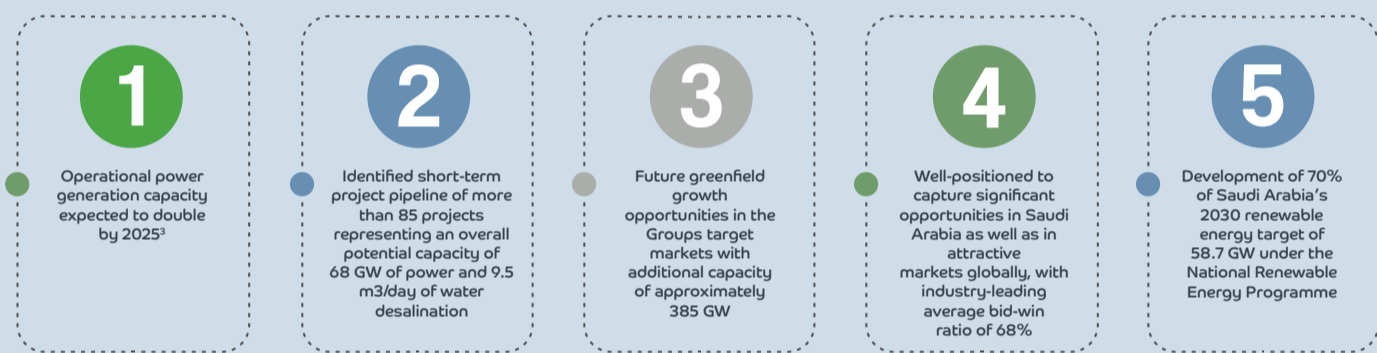 1
Operational power
generation capacity
expected to double
by 2025³
2
Identified short-term
project pipeline of more
than 85 projects
representing an overall
potential capacity of
68 GW of power and 9.5
m3/day of water
desalination
3
Future greenfield
growth
opportunities in the
Groups target
markets with
additional capacity
of approximately
385 GW
4
Well-positioned to
capture significant
opportunities in Saudi
Arabia as well as in
attractive
markets globally, with
industry-leading
average bid-win
ratio of 68%
5
Development of 70%
of Saudi Arabia's
2030 renewable
energy target of
58.7 GW under the
National Renewable
Energy Programme